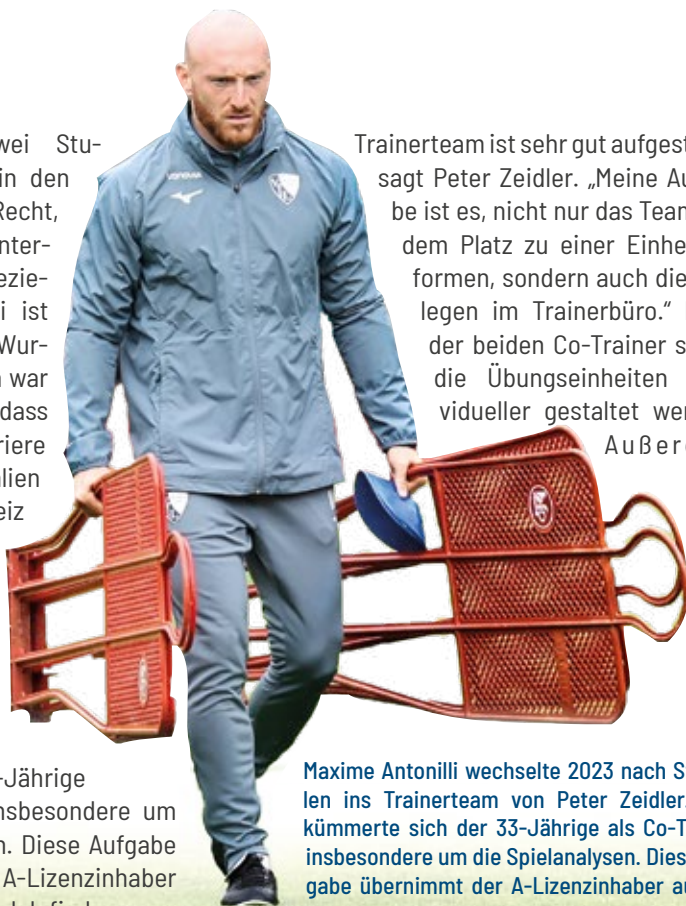 wei Stu-
in den
Recht,
nter-
ezie-
i ist
Wur-
war
dass
riere
alien
eiz
-Jährige
nsbesondere um
n. Diese Aufgabe
A-Lizenzinhaber
Trainerteam ist sehr gut aufgest
sagt Peter Zeidler. „Meine Au
be ist es, nicht nur das Team
dem Platz zu einer Einhe
formen, sondern auch die
legen im Trainerbüro.“
der beiden Co-Trainer s
die Übungseinheiten
vidueller gestaltet wer
Außer
Maxime Antonilli wechselte 2023 nach S
len ins Trainerteam von Peter Zeidler.
kümmerte sich der 33-Jährige als Co-T
insbesondere um die Spielanalysen. Dies
gabe übernimmt der A-Lizenzinhaber au
VONOVIA